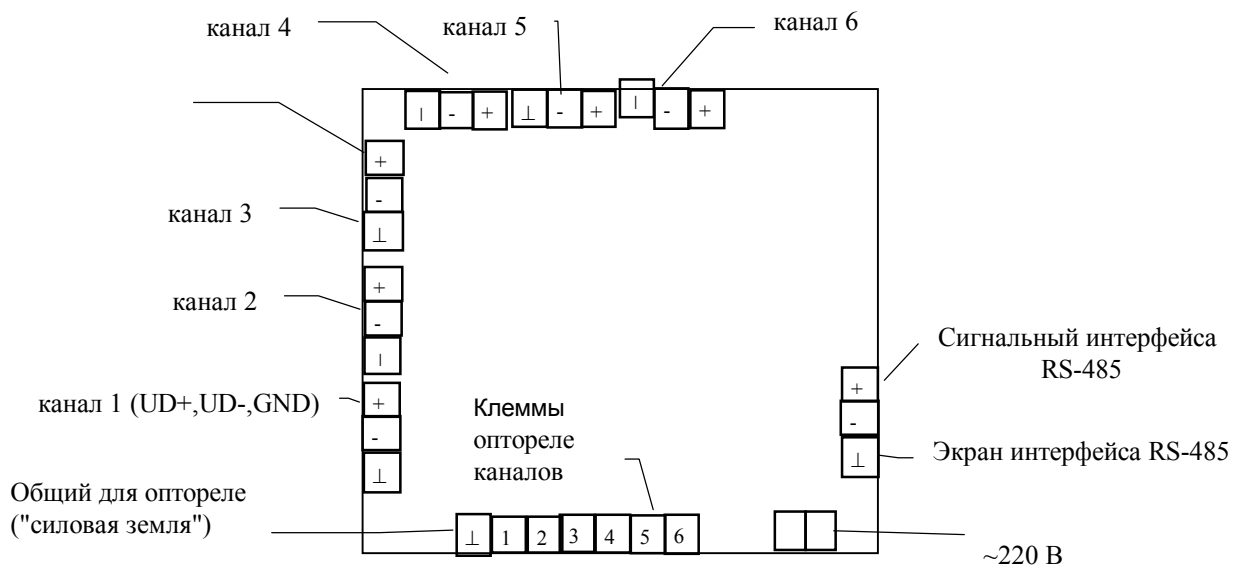 канал 4
канал 5
канал 6
| - + ⊥ - + | - +
+
-
канал 3
⊥
+
канал 2
-
|
Сигнальный интерфейса
RS-485
канал 1 (UD+,UD-,GND)
+
-
⊥
+
-
⊥
Экран интерфейса RS-485
Клеммы
оптореле
каналов
Общий для оптореле
("силовая земля")
⊥ 1 2 3 4 5 6
~220 В